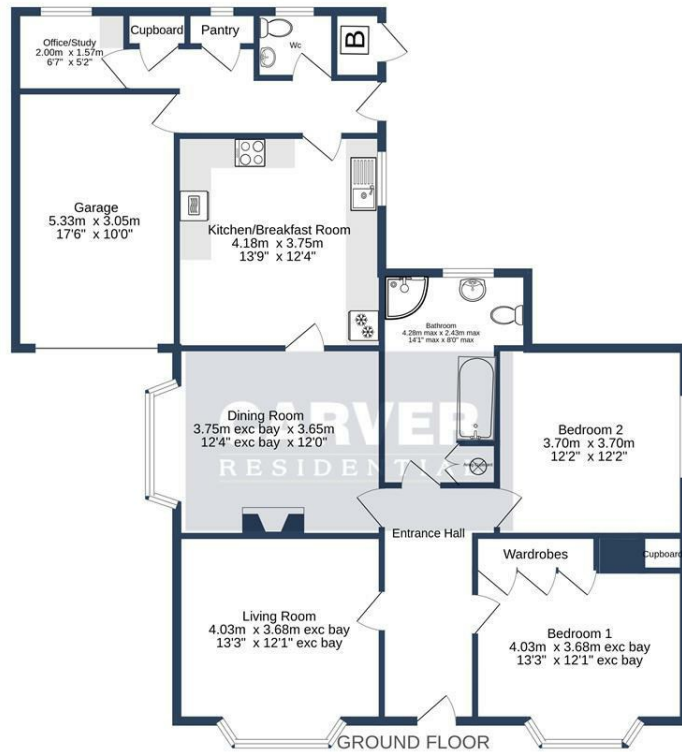 Office/Study
2.00m x 1.57m
6'7" x 5'2"
Cupboard
Pantry
Wc
B
Garage
5.33m x 3.05m
17'6" x 10'0"
Kitchen/Breakfast Room
4.18m x 3.75m
13'9" x 12'4"
Bathroom
4.28m max x 2.43m max
14'1" max x 8'0" max
Dining Room
3.75m exc bay x 3.65m
12'4" exc bay x 12'0"
CARVER
RESIDENTIAL
Bedroom 2
3.70m x 3.70m
12'2" x 12'2"
Entrance Hall
Wardrobes
Cupboard
Living Room
4.03m x 3.68m exc bay
13'3" x 12'1" exc bay
Bedroom 1
4.03m x 3.68m exc bay
13'3" x 12'1" exc bay
GROUND FLOOR